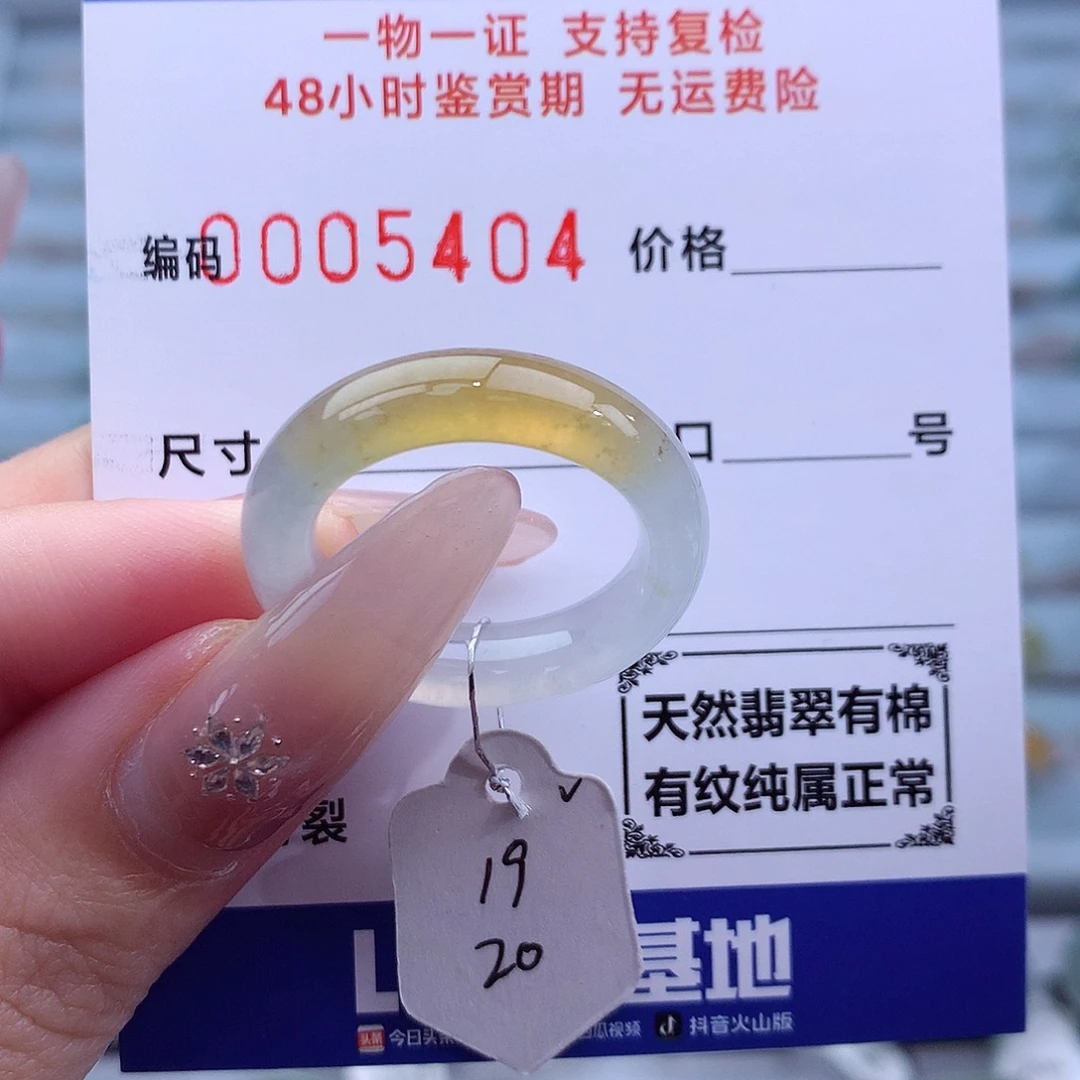 一物一证 支持复检
48小时鉴赏期 无运费险
编码0005404 价格
尺寸 口 号
天然翡翠有棉
有纹纯属正常
裂
19
20
基地
今日头 瓜视频 抖音火山版